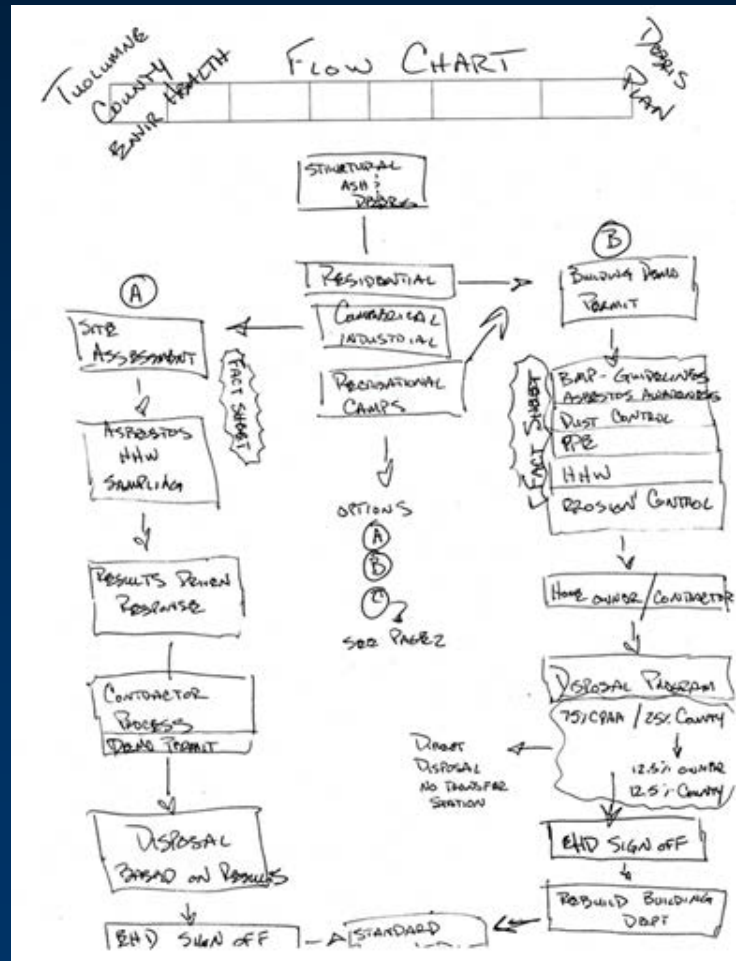 TUOLUMNE
COUNTY
ENVIR HEALTH
FLOW CHART
DEBRIS
PLAN
STRUCTURAL
ASH &
DEBRIS
RESIDENTIAL
COMMERICAL
INDUSTRIAL
RECREATIONAL
CAMPS
OPTIONS
A
B
C
SEE PAGE 2
A
SITE
ASSESSMENT
FACT SHEET
ASBESTOS
HHW
SAMPLING
RESULTS DRIVEN
RESPONSE
CONTRACTOR
PROCESS
DEMO PERMIT
DISPOSAL
BASED ON RESULTS
EHD SIGN OFF
STANDARD
B
BUILDING DEMO
PERMIT
FACT SHEET
BMP - GUIDELINES
ASBESTOS AWARENESS
DUST CONTROL
PPE
HHW
EROSION CONTROL
HOME OWNER / CONTRACTOR
DISPOSAL PROGRAM
75% CDAA / 25% COUNTY
12.5% OWNER
12.5% COUNTY
DIRECT
DISPOSAL
NO TRANSFER
STATION
EHD SIGN OFF
REBUILD BUILDING
DEPT